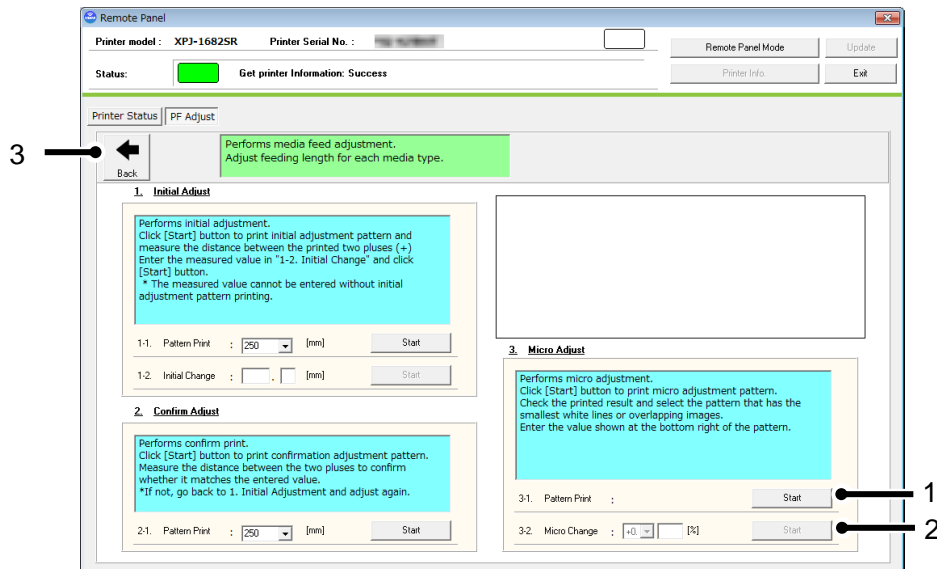 Remote Panel
Printer model : XPJ-1682SR Printer Serial No. :
Remote Panel Mode
Update
Status: Get printer Information: Success
Printer Info.
Exit
Printer Status
PF Adjust
3
Back
Performs media feed adjustment.
Adjust feeding length for each media type.
1. Initial Adjust
Performs initial adjustment.
Click [Start] button to print initial adjustment pattern and
measure the distance between the printed two pluses (+)
Enter the measured value in "1-2. Initial Change" and click
[Start] button.
* The measured value cannot be entered without initial
adjustment pattern printing.
1-1. Pattern Print : 250 [mm] Start
1-2. Initial Change : . [mm] Start
2. Confirm Adjust
Performs confirm print.
Click [Start] button to print confirmation adjustment pattern.
Measure the distance between the two pluses to confirm
whether it matches the entered value.
*If not, go back to 1. Initial Adjustment and adjust again.
2-1. Pattern Print : 250 [mm] Start
3. Micro Adjust
Performs micro adjustment.
Click [Start] button to print micro adjustment pattern.
Check the printed result and select the pattern that has the
smallest white lines or overlapping images.
Enter the value shown at the bottom right of the pattern.
3-1. Pattern Print : Start
1
3-2. Micro Change : +0. [%] Start
2